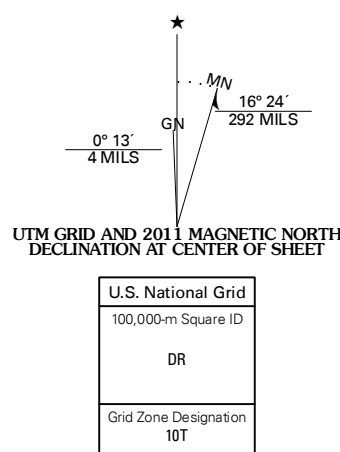 ★
MN
GN
16° 24´
292 MILS
0° 13´
4 MILS
UTM GRID AND 2011 MAGNETIC NORTH
DECLINATION AT CENTER OF SHEET
U.S. National Grid
100,000-m Square ID
DR
Grid Zone Designation
10T